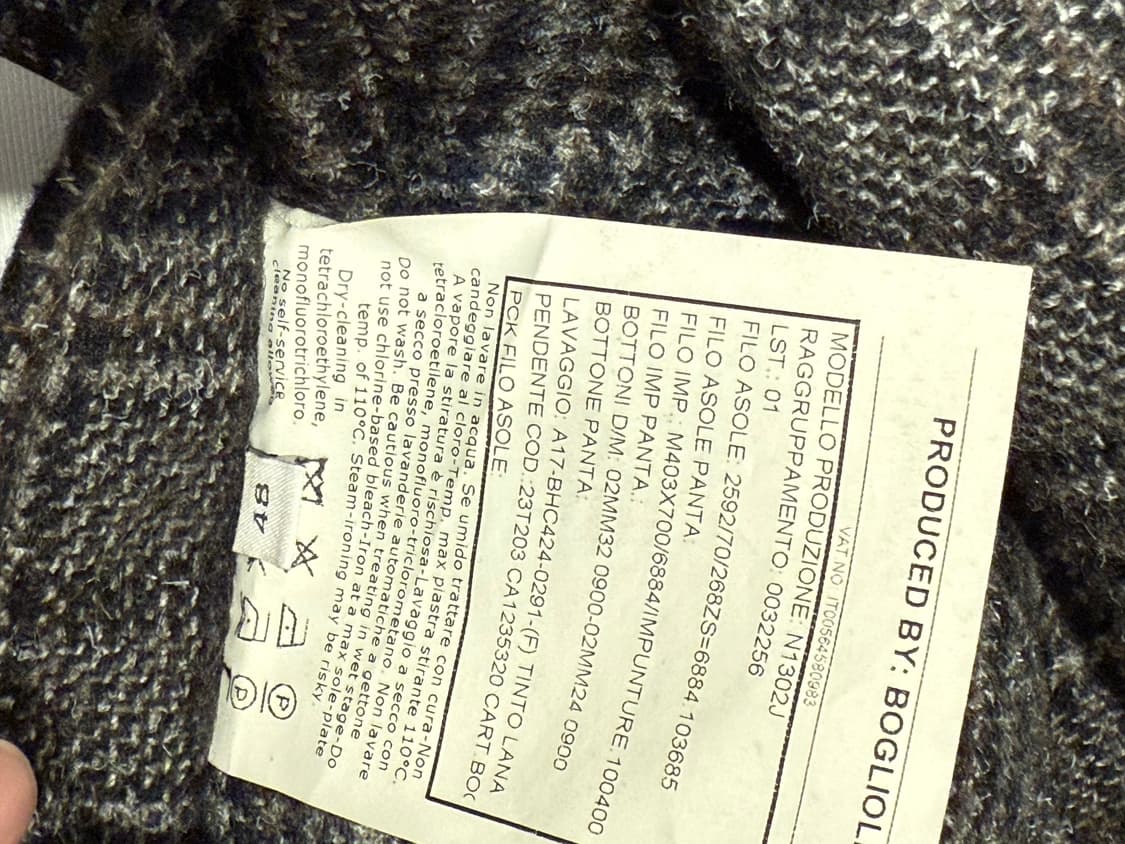 PRODUCED BY: BOGLIOL
VAT.NO IT00564580983
MODELLO PRODUZIONE: N1302J
RAGGRUPPAMENTO: 0032256
LST.: 01
FILO ASOLE: 2592/70/268ZS=6684.103685
FILO ASOLE PANTA:
FILO IMP.: M403X700/6884/IMPUNTURE.100400
FILO IMP PANTA.:
BOTTONI D/M: 02MM32 0900-02MM24 0900
BOTTONE PANTA:
LAVAGGIO: A17-BHC424-0291-(F) TINTO LANA
PENDENTE COD.:23T203 CA1235320 CART.BO
PCK FILO ASOLE:
Non lavare in acqua. Se umido trattare con cura-Non
candeggiare al cloro-Temp. max piastra stirante 110°C.
A vapore la stiratura è rischiosa-Lavaggio a secco con
tetracloroetilene, monofluoro-triclorometano. Non lavare
a secco presso lavanderie automatiche a gettone
Do not wash. Be cautious when treating in wet stage-Do
not use chlorine-based bleach-Iron at a max sole-plate
temp. of 110°C. Steam-ironing may be risky.
Dry-cleaning in
tetrachloroethylene,
monofluorotrichloro.
No self-service
cleaning
P
P
48